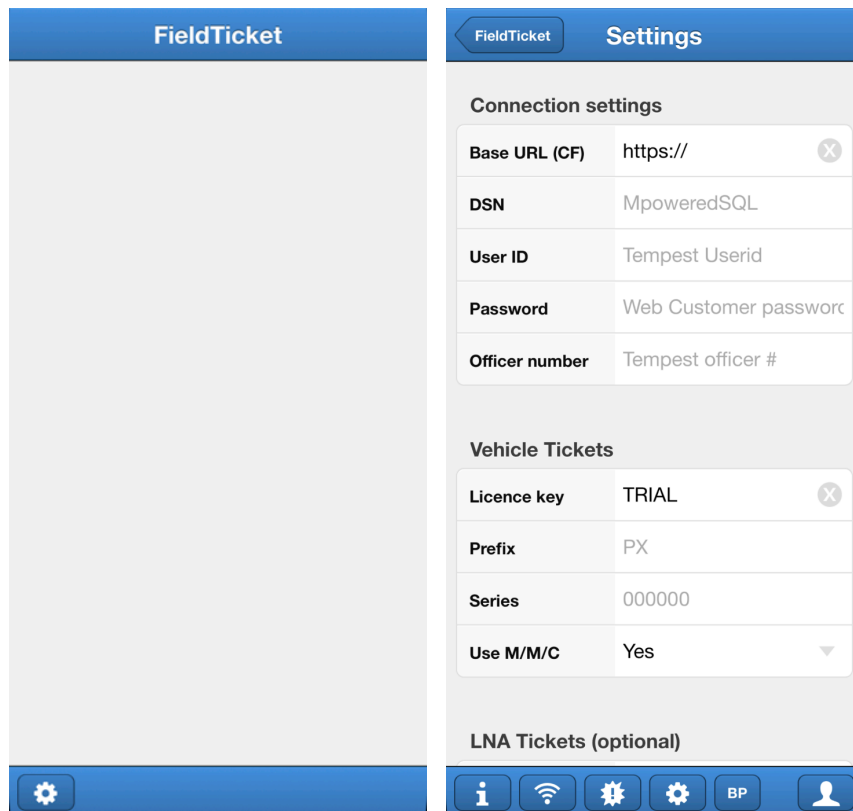 FieldTicket
FieldTicket
Settings
Connection settings
Base URL (CF) https://
DSN MpoweredSQL
User ID Tempest Userid
Password Web Customer passworc
Officer number Tempest officer #
Vehicle Tickets
Licence key TRIAL
Prefix PX
Series 000000
Use M/M/C Yes
LNA Tickets (optional)
BP